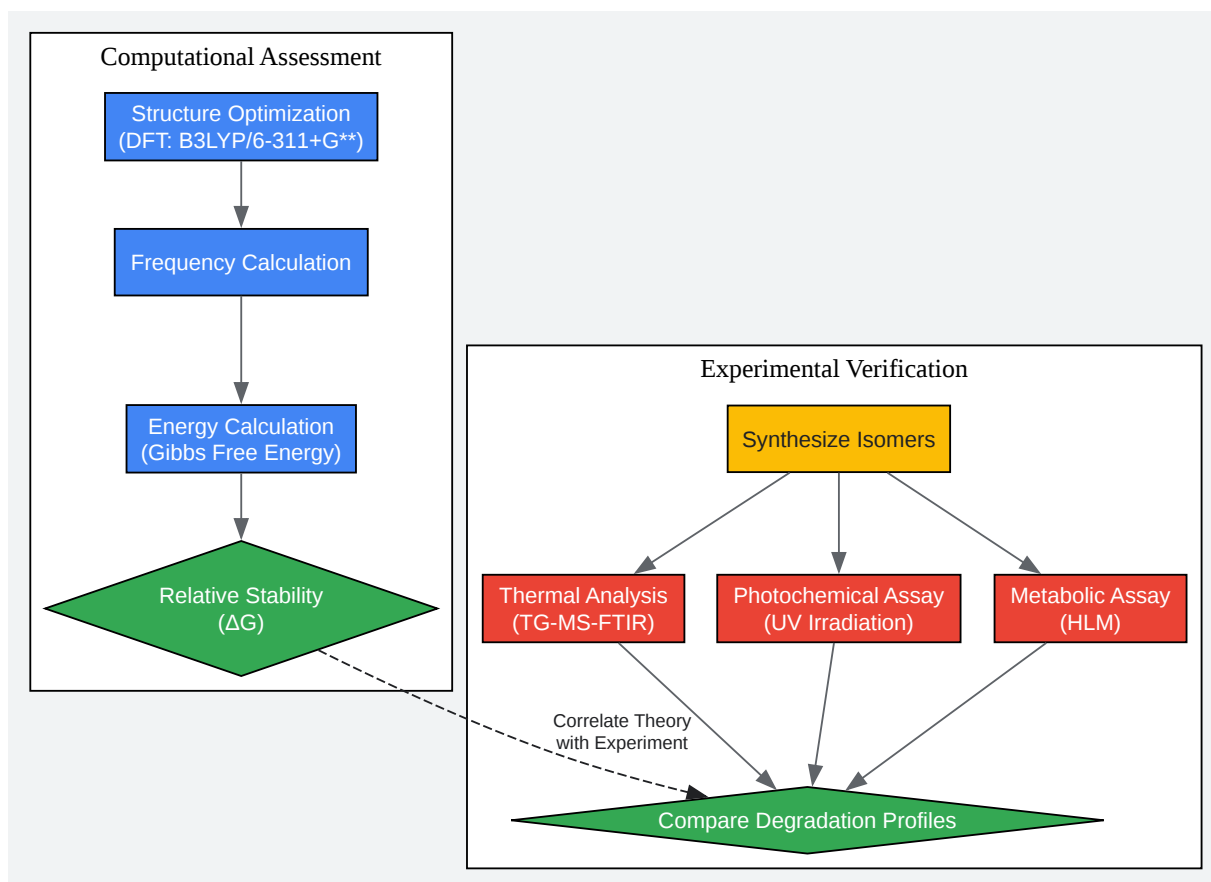 Computational Assessment
Structure Optimization
(DFT: B3LYP/6-311+G**)
Frequency Calculation
Energy Calculation
(Gibbs Free Energy)
Relative Stability
(ΔG)
Correlate Theory
with Experiment
Experimental Verification
Synthesize Isomers
Thermal Analysis
(TG-MS-FTIR)
Photochemical Assay
(UV Irradiation)
Metabolic Assay
(HLM)
Compare Degradation Profiles